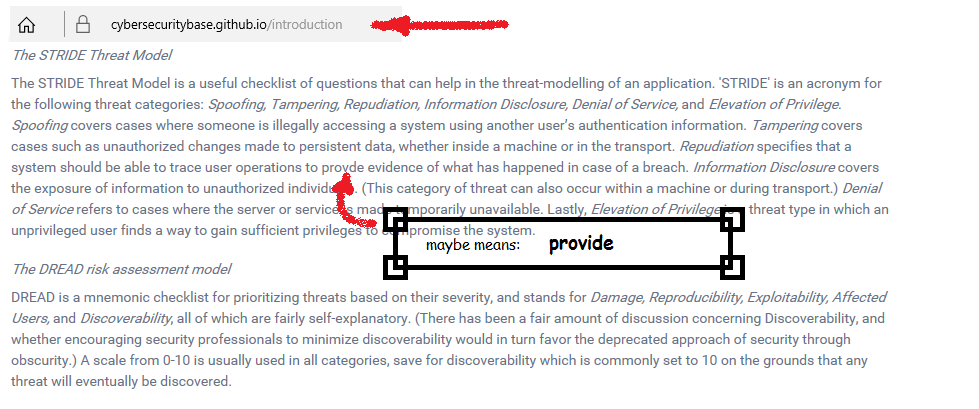 cybersecuritybase.github.io/introduction
The STRIDE Threat Model
The STRIDE Threat Model is a useful checklist of questions that can help in the threat-modelling of an application. 'STRIDE' is an acronym for
the following threat categories: Spoofing, Tampering, Repudiation, Information Disclosure, Denial of Service, and Elevation of Privilege.
Spoofing covers cases where someone is illegally accessing a system using another user's authentication information. Tampering covers
cases such as unauthorized changes made to persistent data, whether inside a machine or in the transport. Repudiation specifies that a
system should be able to trace user operations to provde evidence of what has happened in case of a breach. Information Disclosure covers
the exposure of information to unauthorized (This category of threat can also occur within a machine or during transport.) Denial
of Service refers to cases where the server or service made temporarily unavailable. Lastly, Elevation of Privilege threat type in which an
unprivileged user finds a way to gain sufficient privileges to compromise the system.
maybe means: provide
The DREAD risk assessment model
DREAD is a mnemonic checklist for prioritizing threats based on their severity, and stands for Damage, Reproducibility, Exploitability, Affected
Users, and Discoverability, all of which are fairly self-explanatory. (There has been a fair amount of discussion concerning Discoverability, and
whether encouraging security professionals to minimize discoverability would in turn favor the deprecated approach of security through
obscurity.) A scale from 0-10 is usually used in all categories, save for discoverability which is commonly set to 10 on the grounds that any
threat will eventually be discovered.